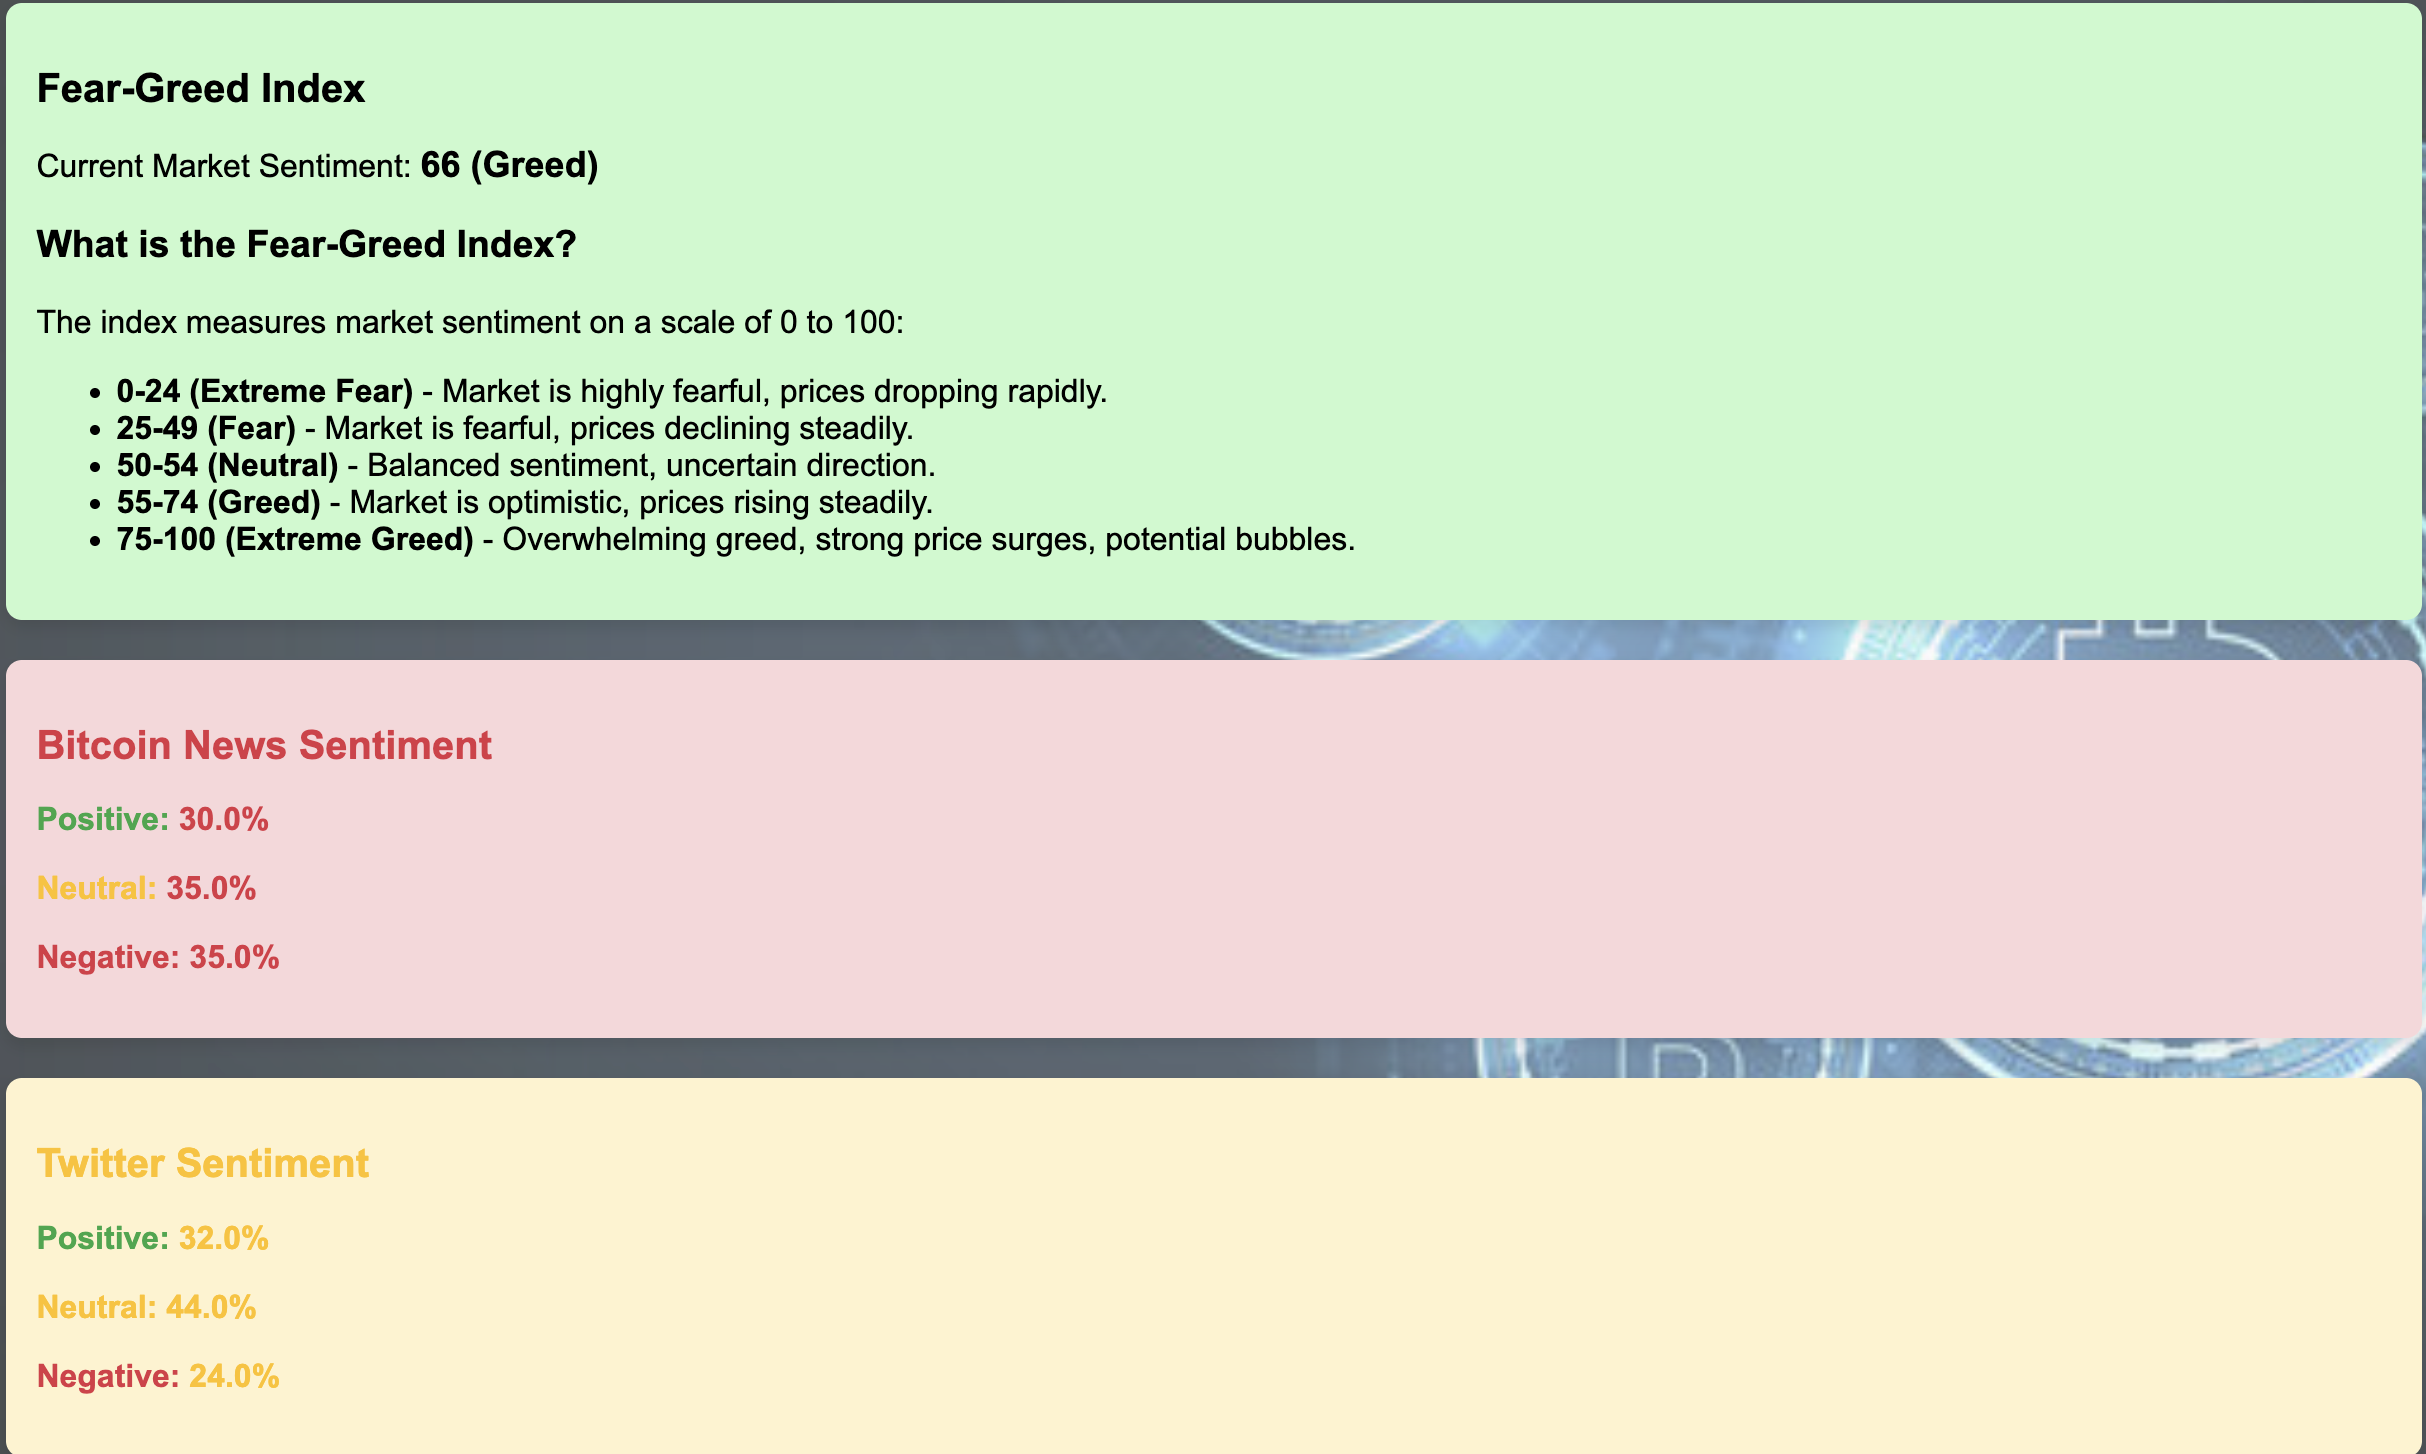 Fear-Greed Index
Current Market Sentiment: 66 (Greed)
What is the Fear-Greed Index?
The index measures market sentiment on a scale of 0 to 100:
• 0-24 (Extreme Fear) - Market is highly fearful, prices dropping rapidly.
• 25-49 (Fear) - Market is fearful, prices declining steadily.
• 50-54 (Neutral) - Balanced sentiment, uncertain direction.
• 55-74 (Greed) - Market is optimistic, prices rising steadily.
• 75-100 (Extreme Greed) - Overwhelming greed, strong price surges, potential bubbles.
Bitcoin News Sentiment
Positive: 30.0%
Neutral: 35.0%
Negative: 35.0%
Twitter Sentiment
Positive: 32.0%
Neutral: 44.0%
Negative: 24.0%